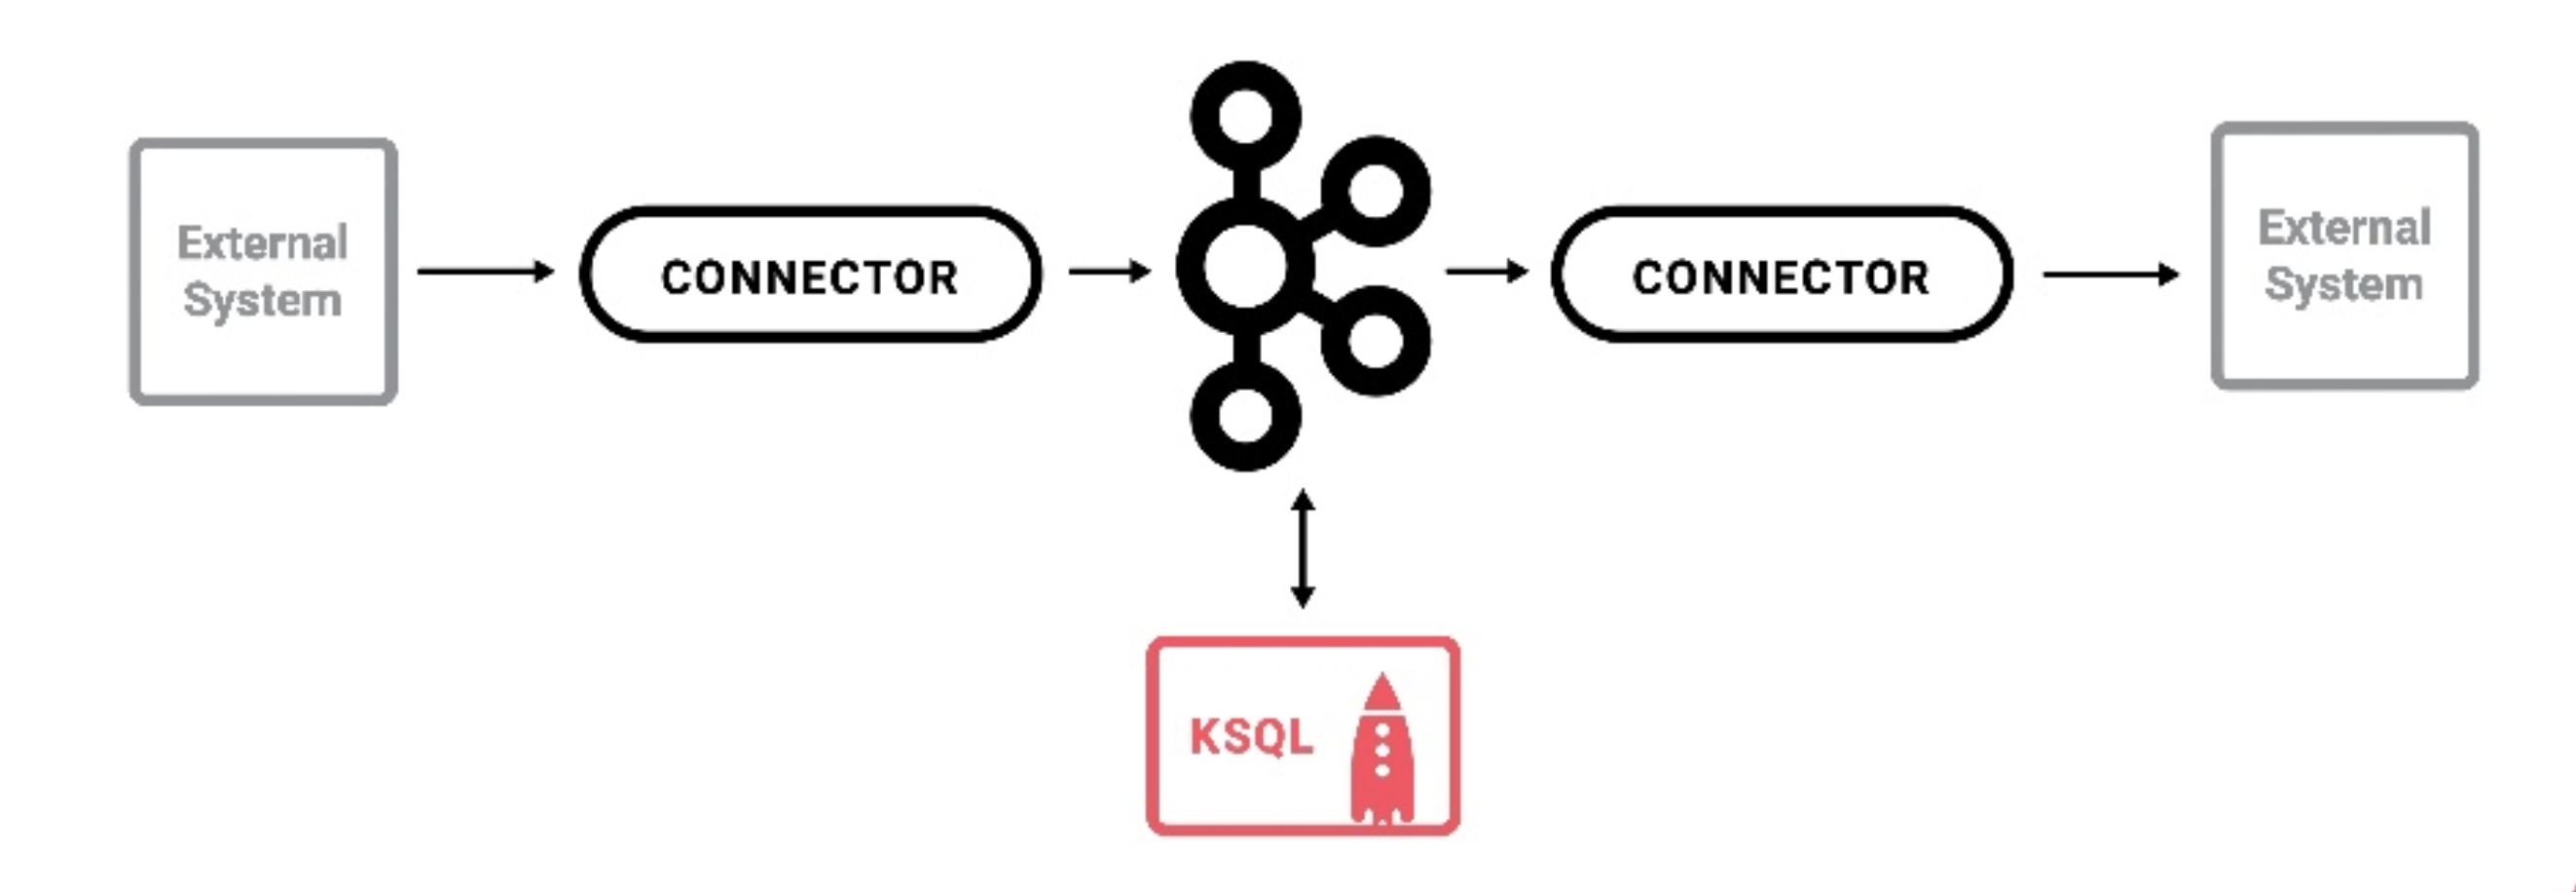 External
System
CONNECTOR
CONNECTOR
External
System
KSQL